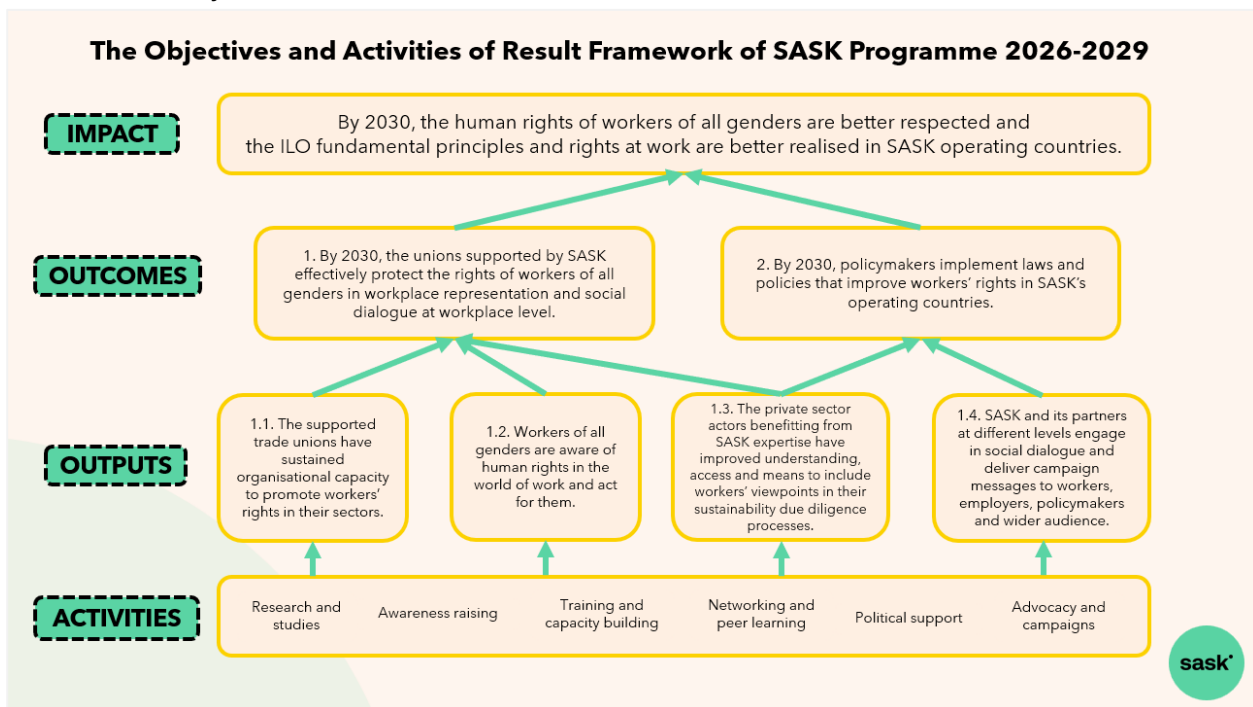 The Objectives and Activities of Result Framework of SASK Programme 2026-2029
IMPACT
By 2030, the human rights of workers of all genders are better respected and
the ILO fundamental principles and rights at work are better realised in SASK operating countries.
OUTCOMES
1. By 2030, the unions supported by SASK
effectively protect the rights of workers of all
genders in workplace representation and social
dialogue at workplace level.
2. By 2030, policymakers implement laws and
policies that improve workers' rights in SASK's
operating countries.
OUTPUTS
1.1. The supported
trade unions have
sustained
organisational capacity
to promote workers'
rights in their sectors.
1.2. Workers of all
genders are aware of
human rights in the
world of work and act
for them.
1.3. The private sector
actors benefitting from
SASK expertise have
improved understanding,
access and means to include
workers' viewpoints in their
sustainability due diligence
processes.
1.4. SASK and its partners
at different levels engage
in social dialogue and
deliver campaign
messages to workers,
employers, policymakers
and wider audience.
ACTIVITIES
Research and
studies
Awareness raising
Training and
capacity building
Networking and
peer learning
Political support
Advocacy and
campaigns
sask